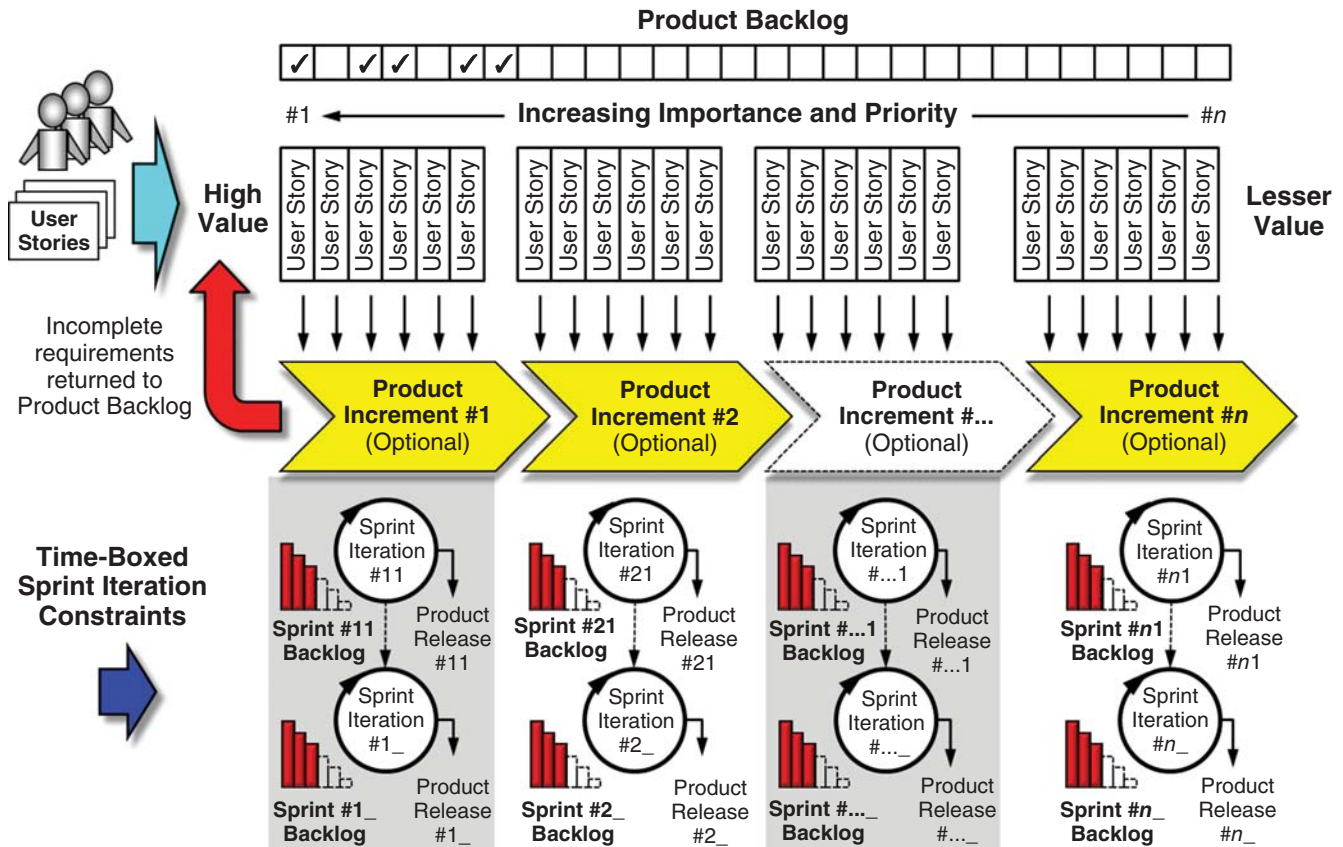 Product Backlog
✓ ✓ ✓ ✓ ✓
#1 Increasing Importance and Priority #n
User
Stories
High
Value
User Story User Story User Story User Story User Story User Story
User Story User Story User Story User Story User Story User Story
User Story User Story User Story User Story User Story User Story
User Story User Story User Story User Story User Story User Story
Lesser
Value
Incomplete
requirements
returned to
Product Backlog
Product
Increment #1
(Optional)
Product
Increment #2
(Optional)
Product
Increment #...
(Optional)
Product
Increment #n
(Optional)
Time-Boxed
Sprint Iteration
Constraints
Sprint
Iteration
#11
Sprint #11
Backlog
Product
Release
#11
Sprint
Iteration
#1_
Sprint #1_
Backlog
Product
Release
#1_
Sprint
Iteration
#21
Sprint #21
Backlog
Product
Release
#21
Sprint
Iteration
#2_
Sprint #2_
Backlog
Product
Release
#2_
Sprint
Iteration
#...1
Sprint #...1
Backlog
Product
Release
#...1
Sprint
Iteration
#..._
Sprint #..._
Backlog
Product
Release
#..._
Sprint
Iteration
#n1
Sprint #n1
Backlog
Product
Release
#n1
Sprint
Iteration
#n_
Sprint #n_
Backlog
Product
Release
#n_